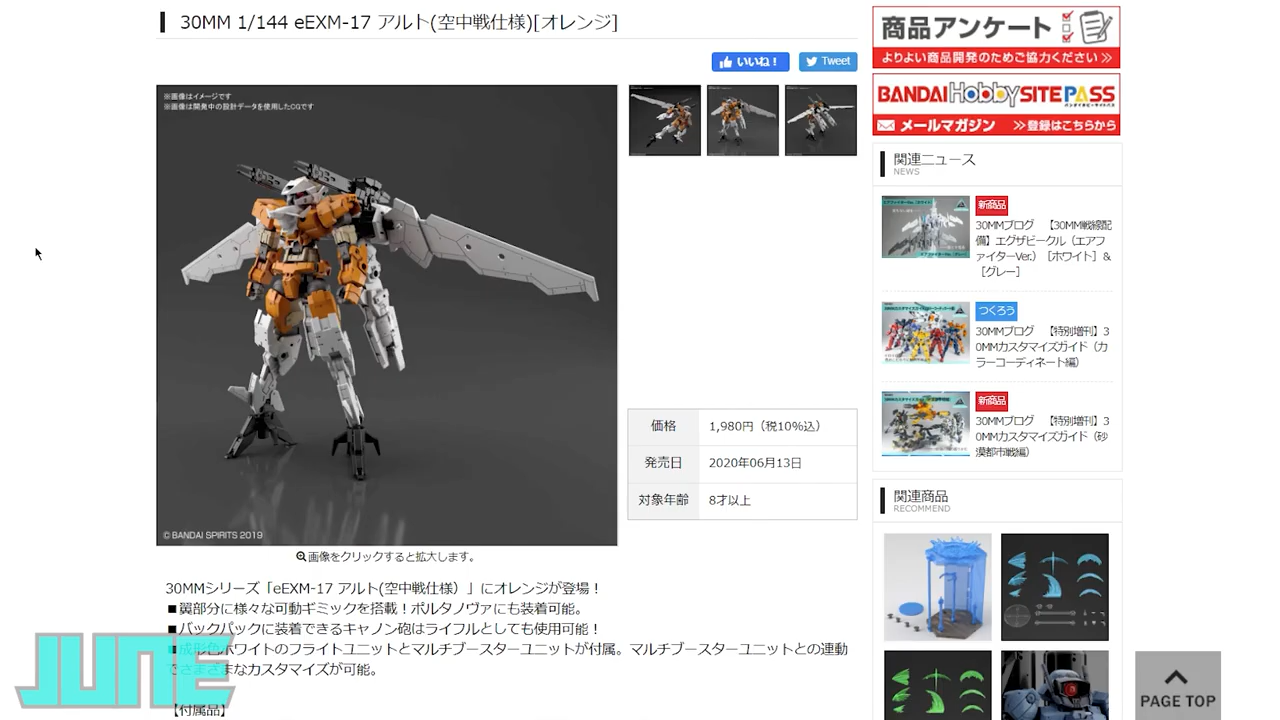 30MM 1/144 eEXM-17 アルト(空中戦仕様)[オレンジ]
いいね！
Tweet
※画像はイメージです
※画像は開発中の設計データを使用したCGです
© BANDAI SPIRITS 2019
画像をクリックすると拡大します。
価格
1,980円（税10%込）
発売日
2020年06月13日
対象年齢
8才以上
30MMシリーズ「eEXM-17 アルト(空中戦仕様）」にオレンジが登場！
■翼部分に様々な可動ギミックを搭載！ポルタノヴァにも装着可能。
■バックパックに装着できるキャノン砲はライフルとしても使用可能！
■成形色ホワイトのフライトユニットとマルチブースターユニットが付属。マルチブースターユニットとの連動
でさまざまなカスタマイズが可能。
【付属品】
JUNE
商品アンケート
よりよい商品開発のためご協力ください
BANDAI Hobby SITE PASS
バンダイホビーサイトパス
メールマガジン
登録はこちらから
関連ニュース
NEWS
新商品
30MMブログ　【30MM戦線配
備】エグザビークル（エアフ
ァイターVer.）［ホワイト］＆
［グレー］
つくろう
30MMブログ　【特別増刊】3
0MMカスタマイズガイド（カ
ラーコーディネート編）
新商品
30MMブログ　【特別増刊】3
0MMカスタマイズガイド（砂
漠都市戦編）
関連商品
RECOMMEND
PAGE TOP